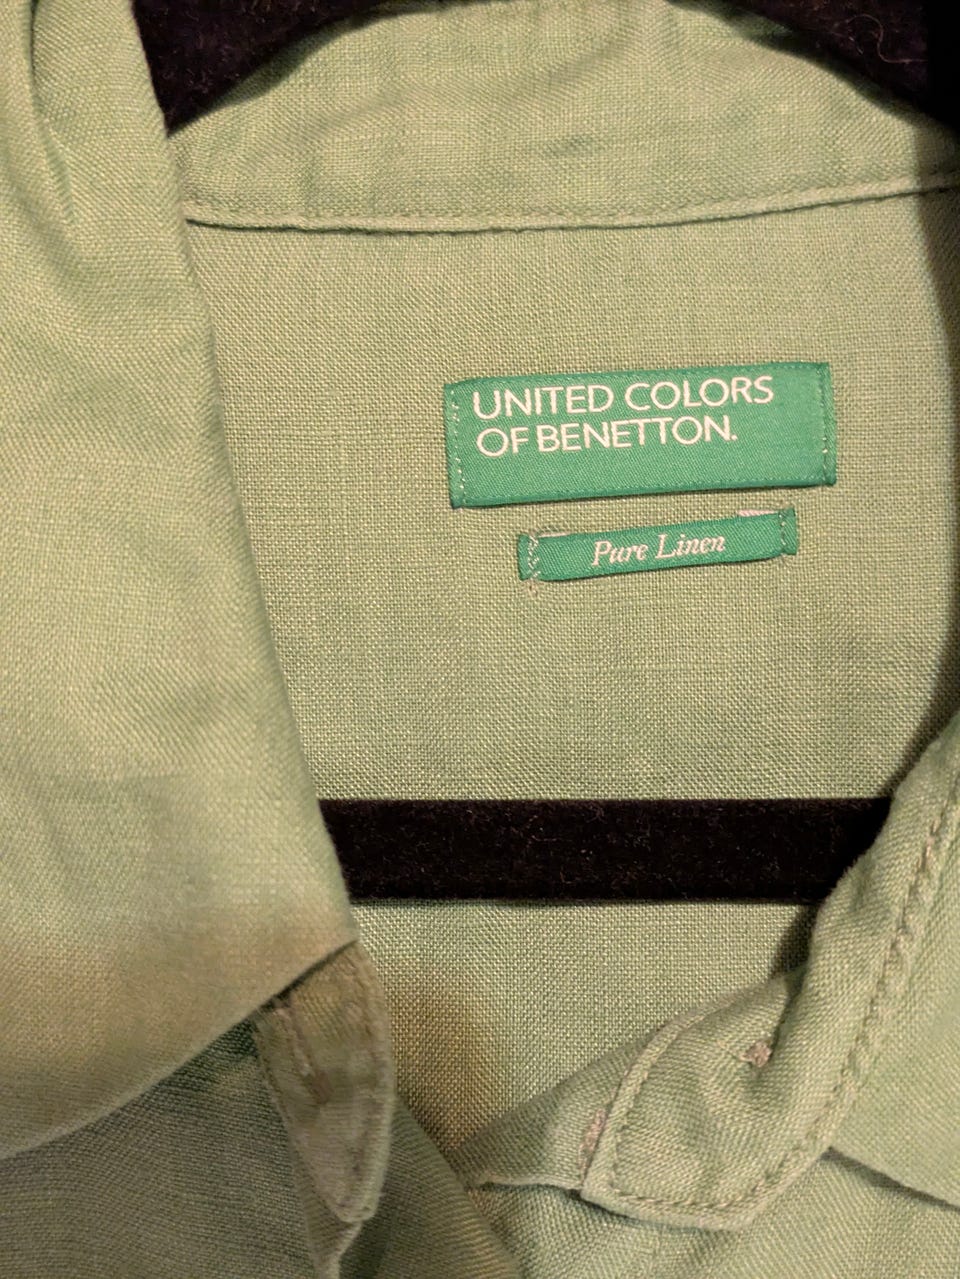 UNITED COLORS
OF BENETTON.
Pure Linen